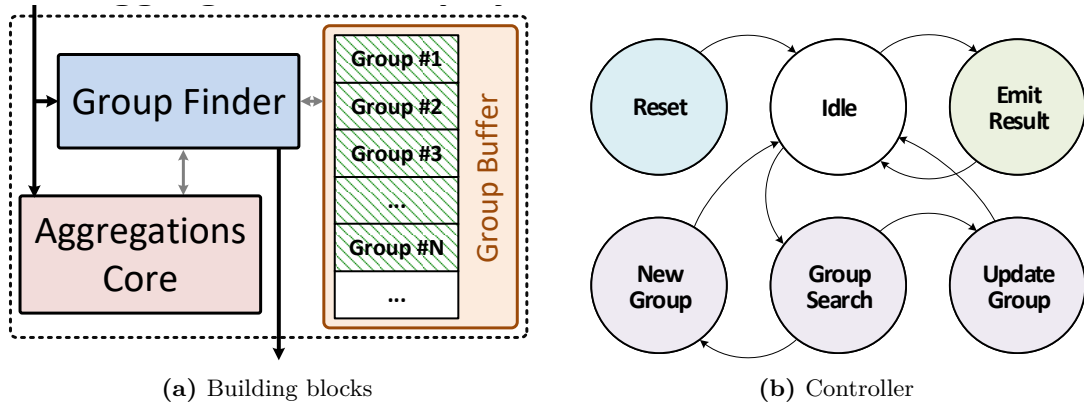 Group Finder
Aggregations
Core
Group #1
Group #2
Group #3
...
Group #N
...
Group Buffer
(a) Building blocks
Reset
Idle
Emit
Result
New
Group
Group
Search
Update
Group
(b) Controller